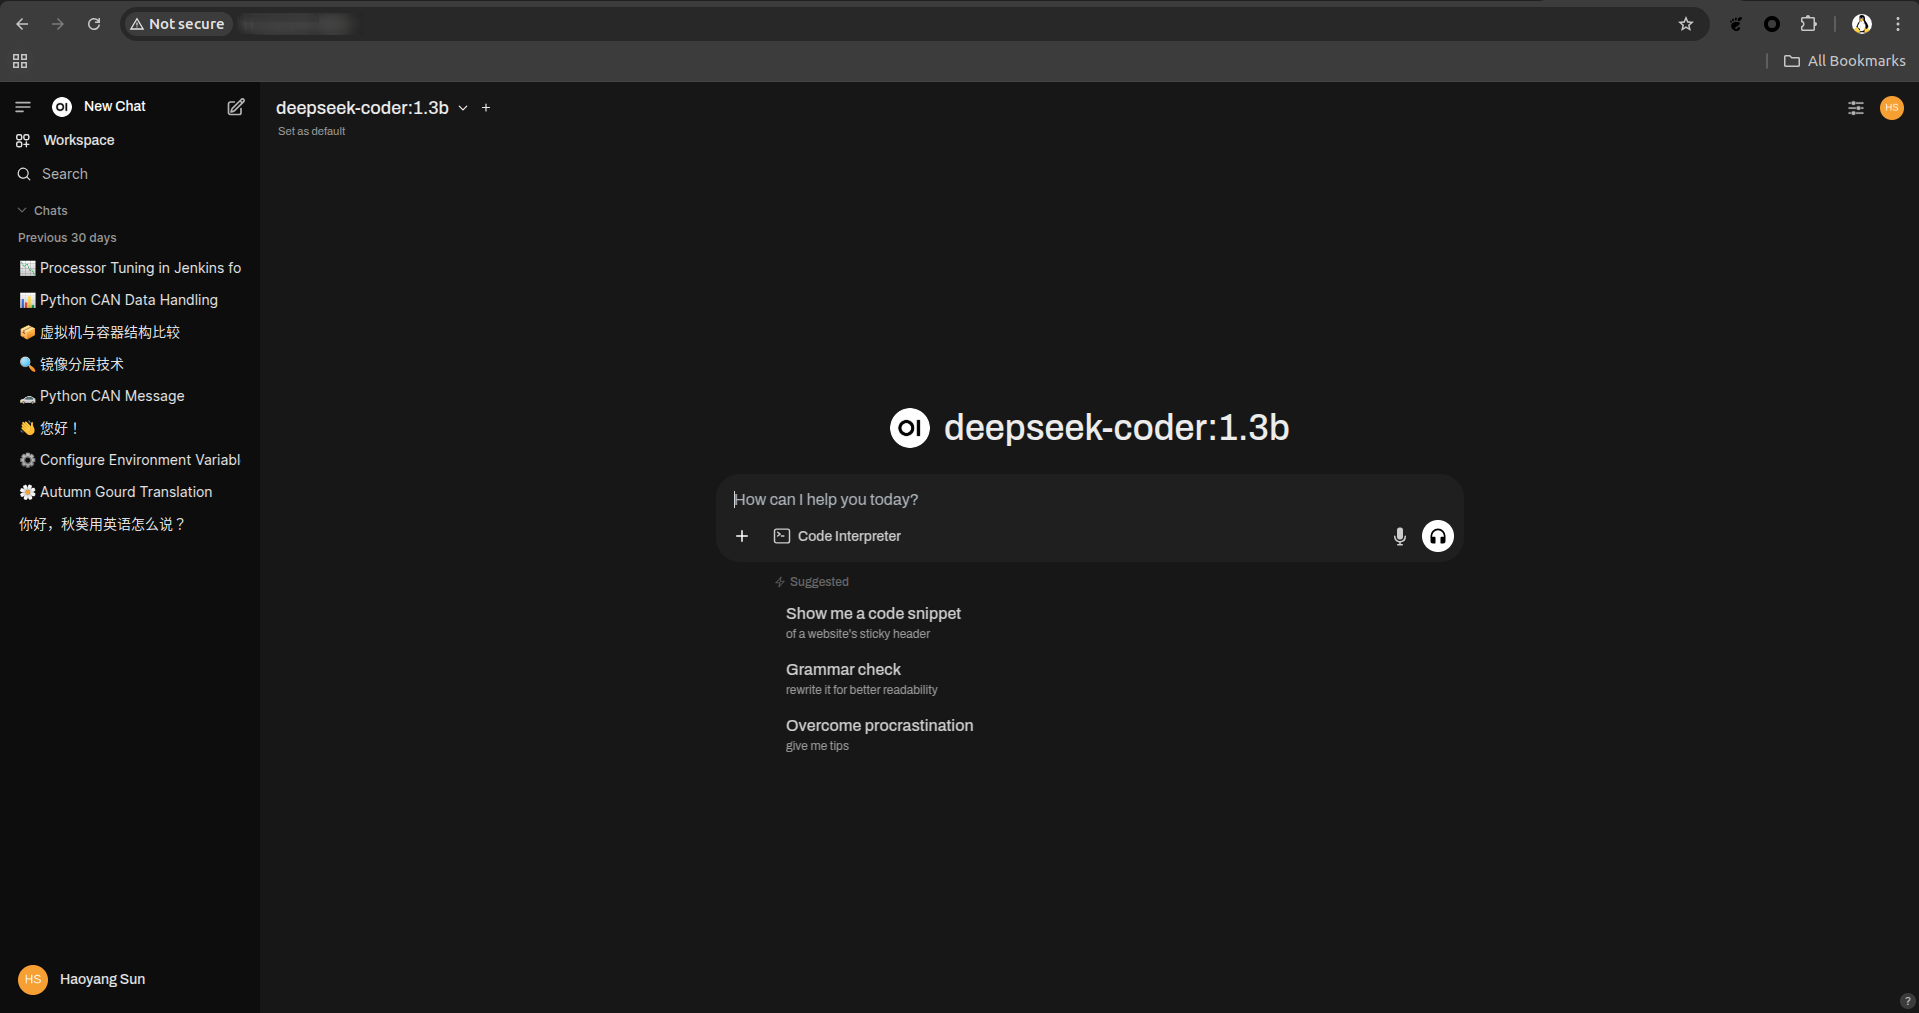 Not secure
All Bookmarks
OI New Chat
Workspace
Search
Chats
Previous 30 days
Processor Tuning in Jenkins fo
Python CAN Data Handling
虚拟机与容器结构比较
镜像分层技术
Python CAN Message
您好！
Configure Environment Variabl
Autumn Gourd Translation
你好，秋葵用英语怎么说？
HS Haoyang Sun
deepseek-coder:1.3b
Set as default
HS
OI deepseek-coder:1.3b
How can I help you today?
Code Interpreter
Suggested
Show me a code snippet
of a website's sticky header
Grammar check
rewrite it for better readability
Overcome procrastination
give me tips
?